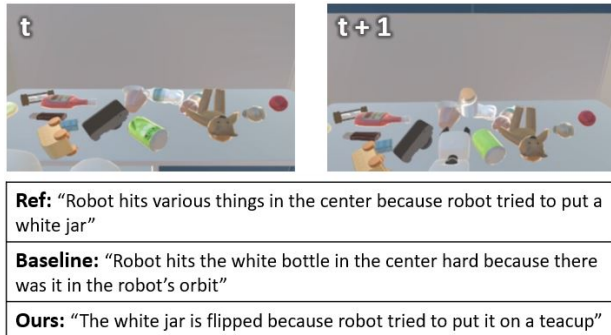 t
t + 1
Ref: “Robot hits various things in the center because robot tried to put a
white jar”
Baseline: “Robot hits the white bottle in the center hard because there
was it in the robot’s orbit”
Ours: “The white jar is flipped because robot tried to put it on a teacup”